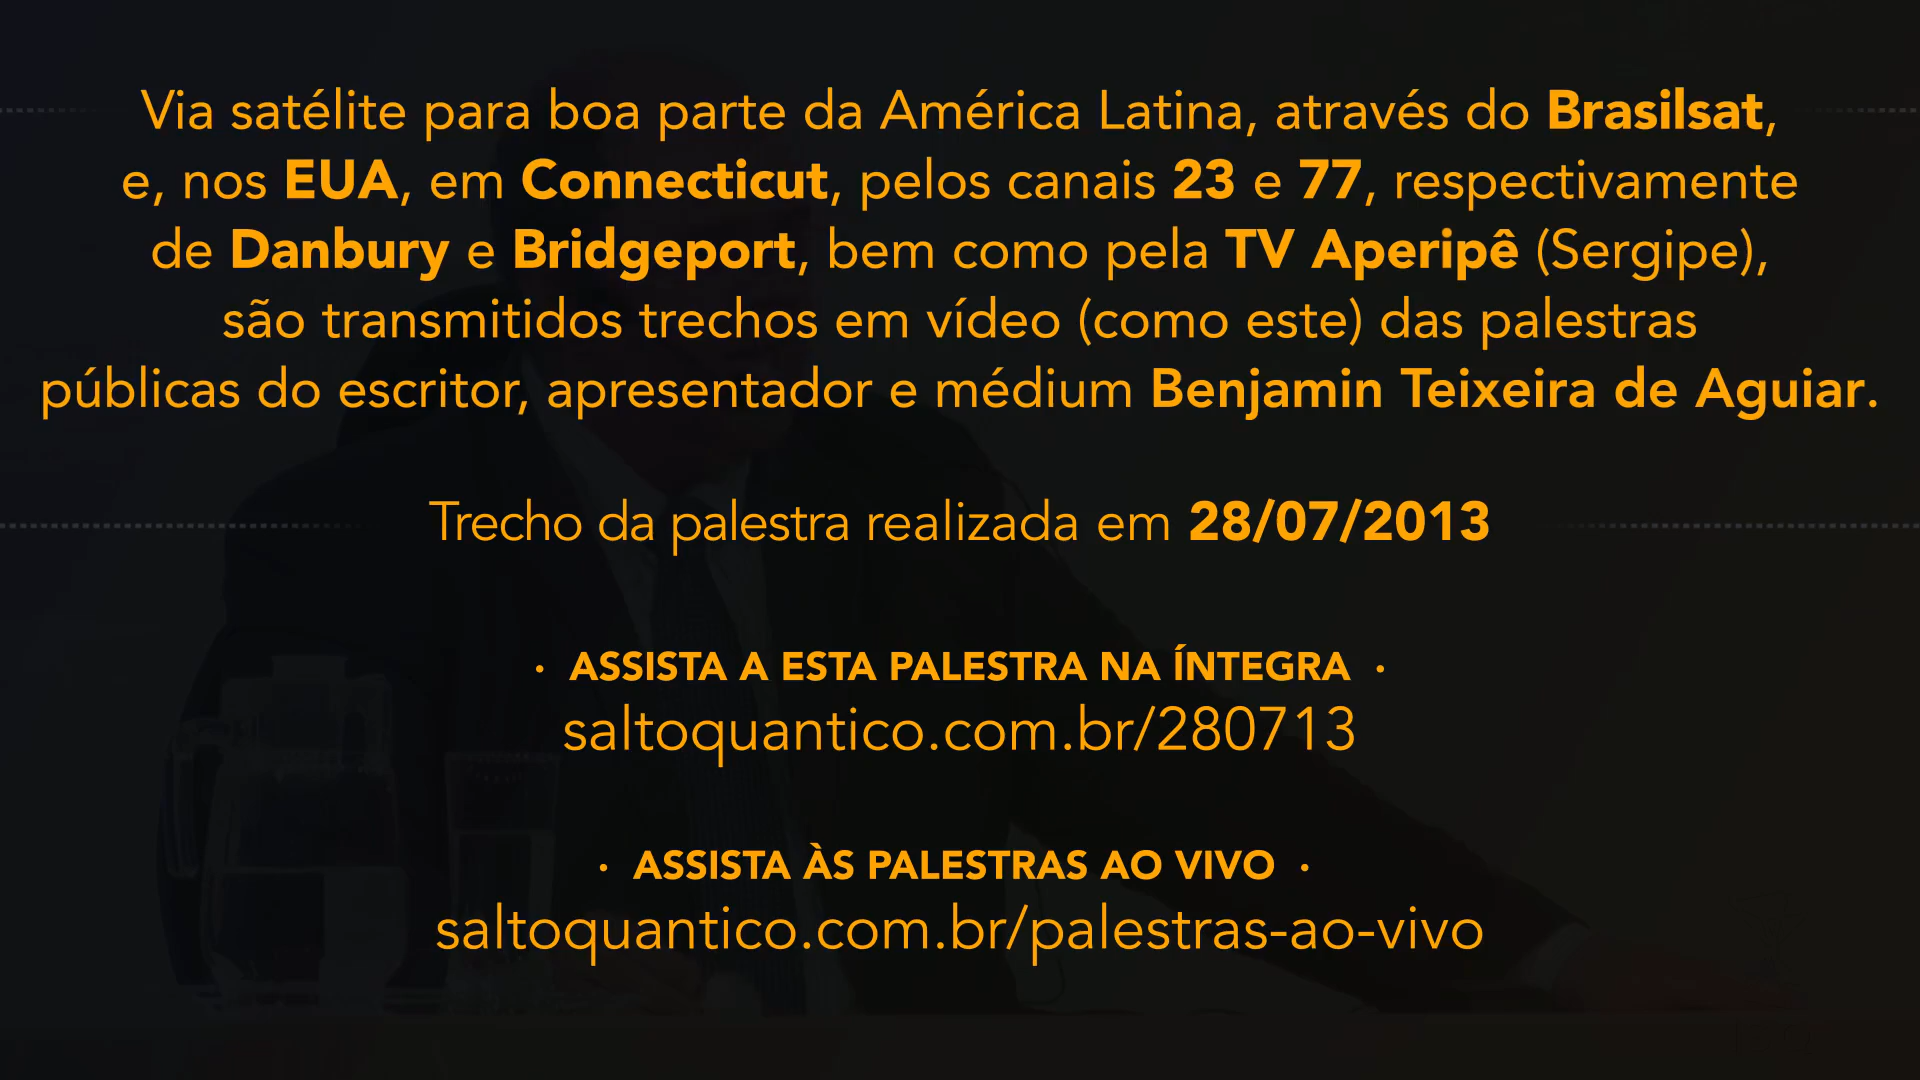 Via satélite para boa parte da América Latina, através do Brasilsat,
e, nos EUA, em Connecticut, pelos canais 23 e 77, respectivamente
de Danbury e Bridgeport, bem como pela TV Aperipê (Sergipe),
são transmitidos trechos em vídeo (como este) das palestras
públicas do escritor, apresentador e médium Benjamin Teixeira de Aguiar.
Trecho da palestra realizada em 28/07/2013
· ASSISTA A ESTA PALESTRA NA ÍNTEGRA ·
saltoquantico.com.br/280713
· ASSISTA ÀS PALESTRAS AO VIVO ·
saltoquantico.com.br/palestras-ao-vivo